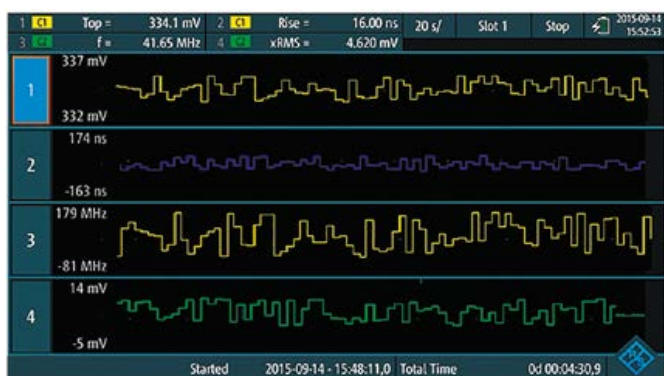 1 C1 Top = 334.1 mV 2 C1 Rise = 16.00 ns 20 s/ Slot 1 Stop 2015-09-14
3 f = 41.65 MHz 4 xRMS = 4.620 mV 15:52:53
337 mV
1
332 mV
174 ns
2
-163 ns
179 MHz
3
-81 MHz
14 mV
4
-5 mV
Started 2015-09-14 - 15:48:11,0 Total Time 0d 00:04:30,9